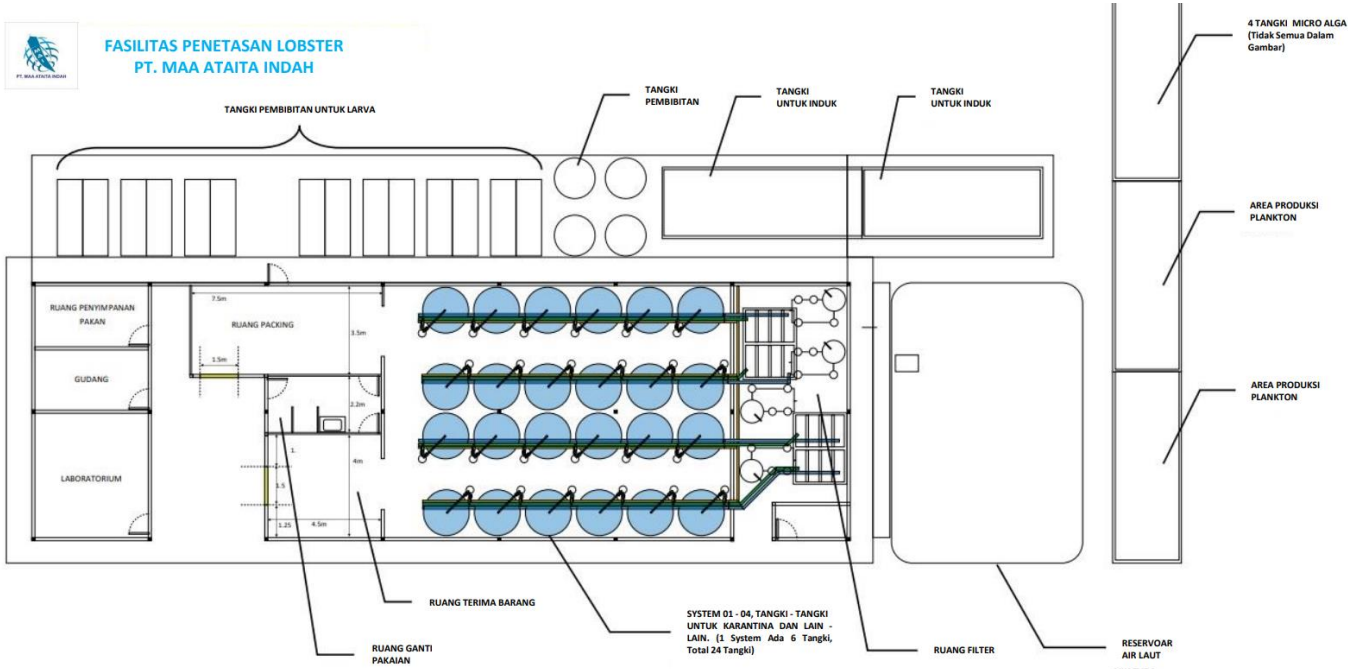 PT. MAA ATAITA INDAH
FASILITAS PENETASAN LOBSTER
PT. MAA ATAITA INDAH
4 TANGKI MICRO ALGA
(Tidak Semua Dalam
Gambar)
TANGKI PEMBIBITAN UNTUK LARVA
TANGKI
PEMBIBITAN
TANGKI
UNTUK INDUK
TANGKI
UNTUK INDUK
AREA PRODUKSI
PLANKTON
RUANG PENYIMPANAN
PAKAN
7.5m
RUANG PACKING
3.5m
1.5m
GUDANG
2.2m
AREA PRODUKSI
PLANKTON
1.
4m
LABORATORIUM
1.5
1.25
4.5m
RUANG TERIMA BARANG
SYSTEM 01 - 04, TANGKI - TANGKI
UNTUK KARANTINA DAN LAIN -
LAIN. (1 System Ada 6 Tangki,
Total 24 Tangki)
RUANG GANTI
PAKAIAN
RUANG FILTER
RESERVOAR
AIR LAUT